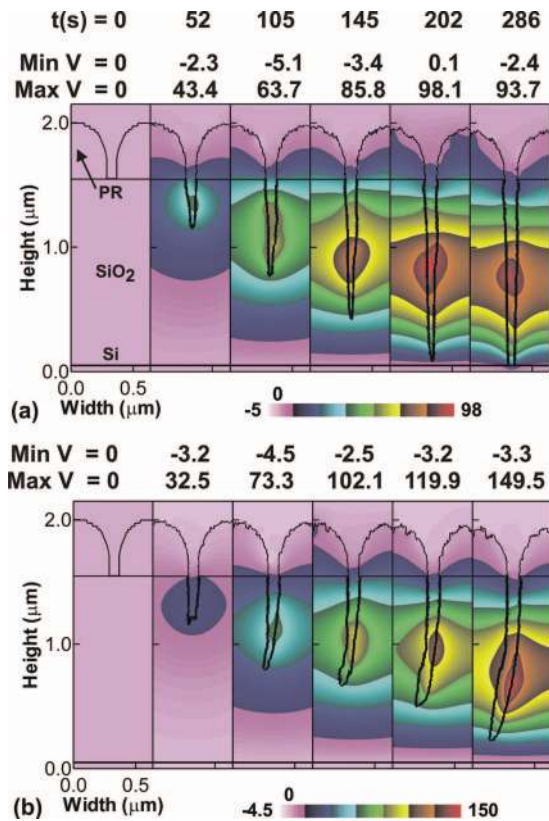 t(s) = 0 52 105 145 202 286
Min V = 0 -2.3 -5.1 -3.4 0.1 -2.4
Max V = 0 43.4 63.7 85.8 98.1 93.7
2.0
PR
Height (μm)
1.0
SiO2
Si
0.0
0.0 0.5
(a) Width (μm)
0
-5 98
Min V = 0 -3.2 -4.5 -2.5 -3.2 -3.3
Max V = 0 32.5 73.3 102.1 119.9 149.5
2.0
Height (μm)
1.0
0.0
0.0 0.5
(b) Width (μm)
0
-4.5 150